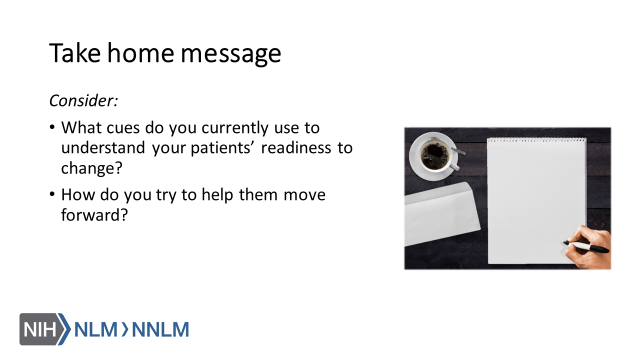 Take home message
Consider:
• What cues do you currently use to
understand your patients’ readiness to
change?
• How do you try to help them move
forward?
NIH NLM NNLM